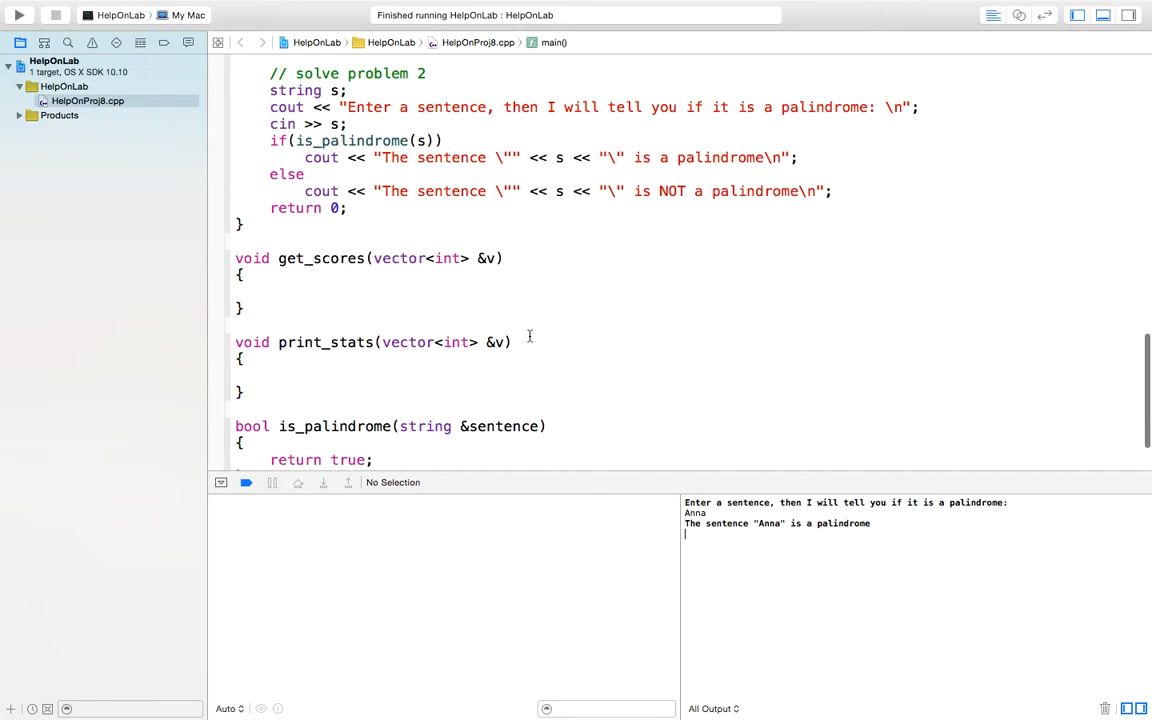 HelpOnLab 〉 My Mac
Finished running HelpOnLab : HelpOnLab
HelpOnLab 〉 HelpOnLab 〉 HelpOnProj8.cpp 〉 main()
HelpOnLab
1 target, OS X SDK 10.10
HelpOnLab
HelpOnProj8.cpp
Products
// solve problem 2
string s;
cout << "Enter a sentence, then I will tell you if it is a palindrome: \n";
cin >> s;
if(is_palindrome(s))
cout << "The sentence \"" << s << "\" is a palindrome\n";
else
cout << "The sentence \"" << s << "\" is NOT a palindrome\n";
return 0;
}
void get_scores(vector<int> &v)
{
}
void print_stats(vector<int> &v)
{
}
bool is_palindrome(string &sentence)
{
return true;
No Selection
Enter a sentence, then I will tell you if it is a palindrome:
Anna
The sentence "Anna" is a palindrome
Auto
All Output